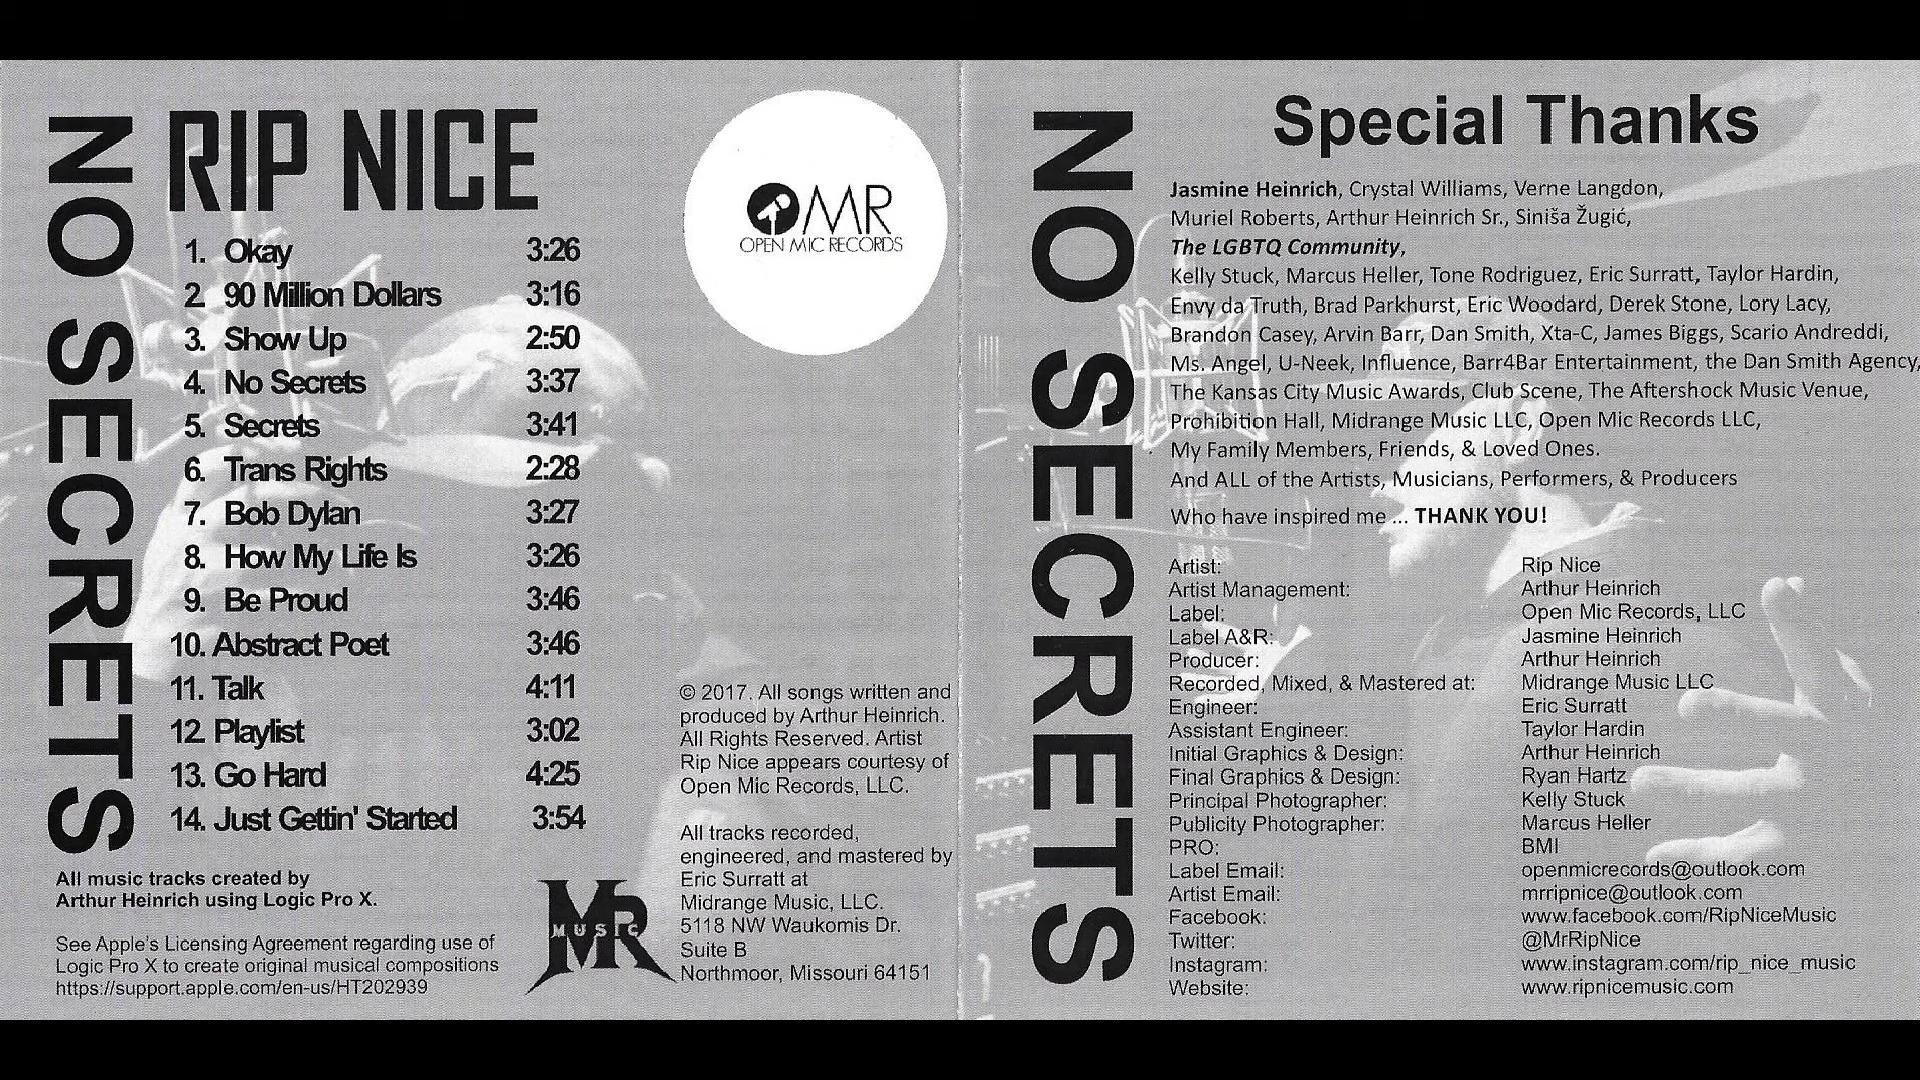 NO SECRETS
RIP NICE
1. Okay 3:26
2. 90 Million Dollars 3:16
3. Show Up 2:50
4. No Secrets 3:37
5. Secrets 3:41
6. Trans Rights 2:28
7. Bob Dylan 3:27
8. How My Life Is 3:26
9. Be Proud 3:46
10. Abstract Poet 3:46
11. Talk 4:11
12. Playlist 3:02
13. Go Hard 4:25
14. Just Gettin' Started 3:54
All music tracks created by
Arthur Heinrich using Logic Pro X.
See Apple's Licensing Agreement regarding use of
Logic Pro X to create original musical compositions
https://support.apple.com/en-us/HT202939
MR
MUSIC
OMR
OPEN MIC RECORDS
© 2017. All songs written and
produced by Arthur Heinrich.
All Rights Reserved. Artist
Rip Nice appears courtesy of
Open Mic Records, LLC.
All tracks recorded,
engineered, and mastered by
Eric Surratt at
Midrange Music, LLC.
5118 NW Waukomis Dr.
Suite B
Northmoor, Missouri 64151
NO SECRETS
Special Thanks
Jasmine Heinrich, Crystal Williams, Verne Langdon,
Muriel Roberts, Arthur Heinrich Sr., Siniša Žugić,
The LGBTQ Community,
Kelly Stuck, Marcus Heller, Tone Rodriguez, Eric Surratt, Taylor Hardin,
Envy da Truth, Brad Parkhurst, Eric Woodard, Derek Stone, Lory Lacy,
Brandon Casey, Arvin Barr, Dan Smith, Xta-C, James Biggs, Scario Andreddi,
Ms. Angel, U-Neek, Influence, Barr4Bar Entertainment, the Dan Smith Agency,
The Kansas City Music Awards, Club Scene, The Aftershock Music Venue,
Prohibition Hall, Midrange Music LLC, Open Mic Records LLC,
My Family Members, Friends, & Loved Ones.
And ALL of the Artists, Musicians, Performers, & Producers
Who have inspired me ... THANK YOU!
Artist: Rip Nice
Artist Management: Arthur Heinrich
Label: Open Mic Records, LLC
Label A&R: Jasmine Heinrich
Producer: Arthur Heinrich
Recorded, Mixed, & Mastered at: Midrange Music LLC
Engineer: Eric Surratt
Assistant Engineer: Taylor Hardin
Initial Graphics & Design: Arthur Heinrich
Final Graphics & Design: Ryan Hartz
Principal Photographer: Kelly Stuck
Publicity Photographer: Marcus Heller
PRO: BMI
Label Email: openmicrecords@outlook.com
Artist Email: mrripnice@outlook.com
Facebook: www.facebook.com/RipNiceMusic
Twitter: @MrRipNice
Instagram: www.instagram.com/rip_nice_music
Website: www.ripnicemusic.com